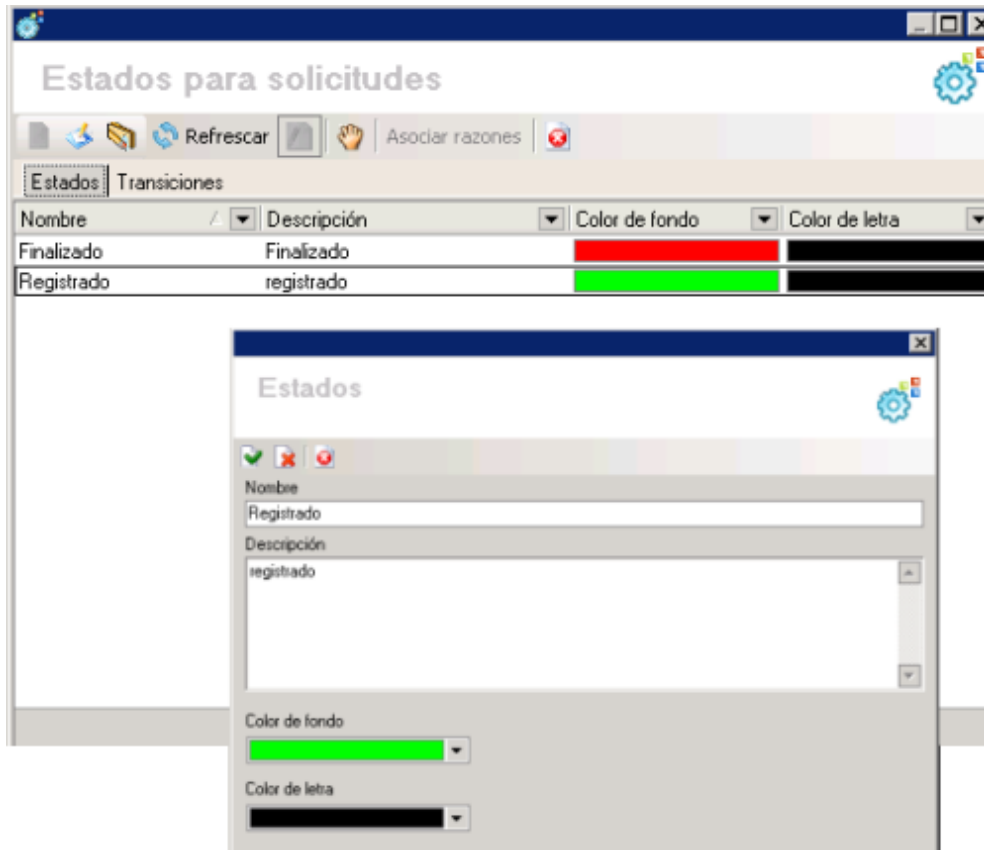 Estados para solicitudes
Refrescar Asociar razones
Estados Transiciones
Nombre Descripción Color de fondo Color de letra
Finalizado Finalizado
Registrado registrado
Estados
Nombre
Registrado
Descripción
registrado
Color de fondo
Color de letra